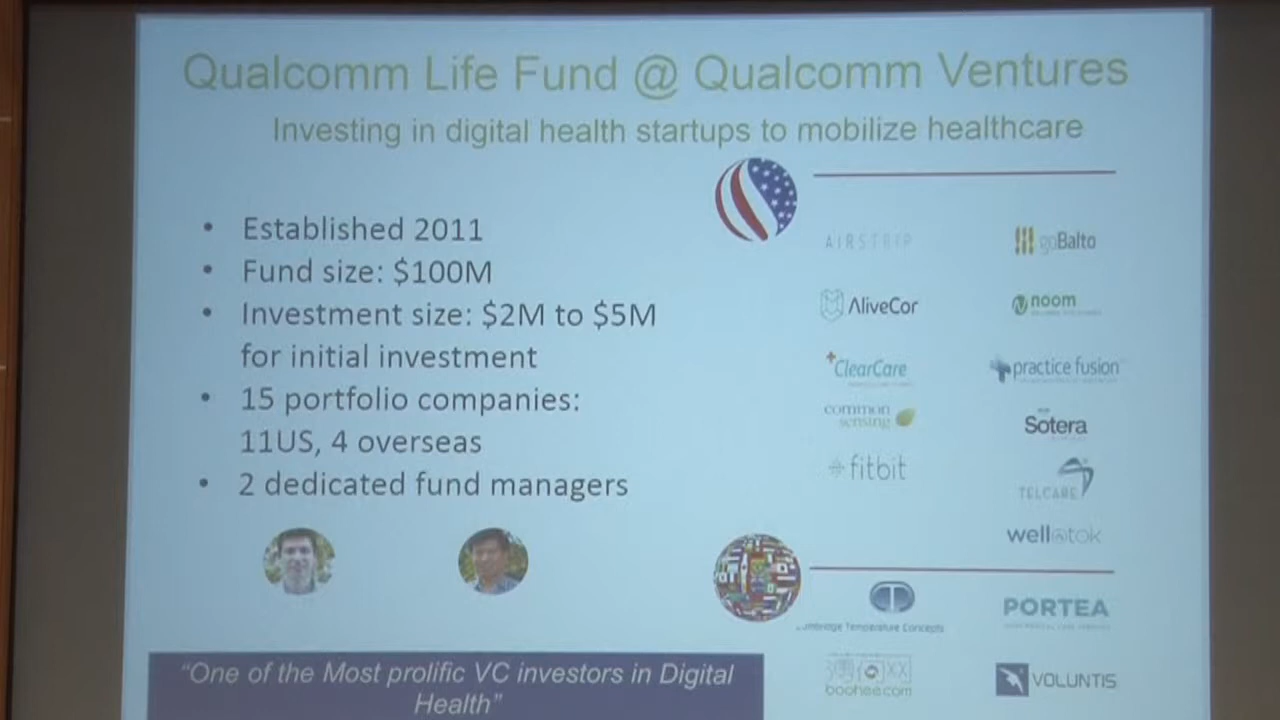 Qualcomm Life Fund @ Qualcomm Ventures
Investing in digital health startups to mobilize healthcare
• Established 2011
• Fund size: $100M
• Investment size: $2M to $5M
for initial investment
• 15 portfolio companies:
11US, 4 overseas
• 2 dedicated fund managers
"One of the Most prolific VC investors in Digital
Health"
AIRSTRIP
goBalto
AliveCor
noom
ClearCare
practice fusion
common
sensing
Sotera
fitbit
TELCARE
welltok
Temperature Concepts
PORTEA
boohee.com
VOLUNTIS